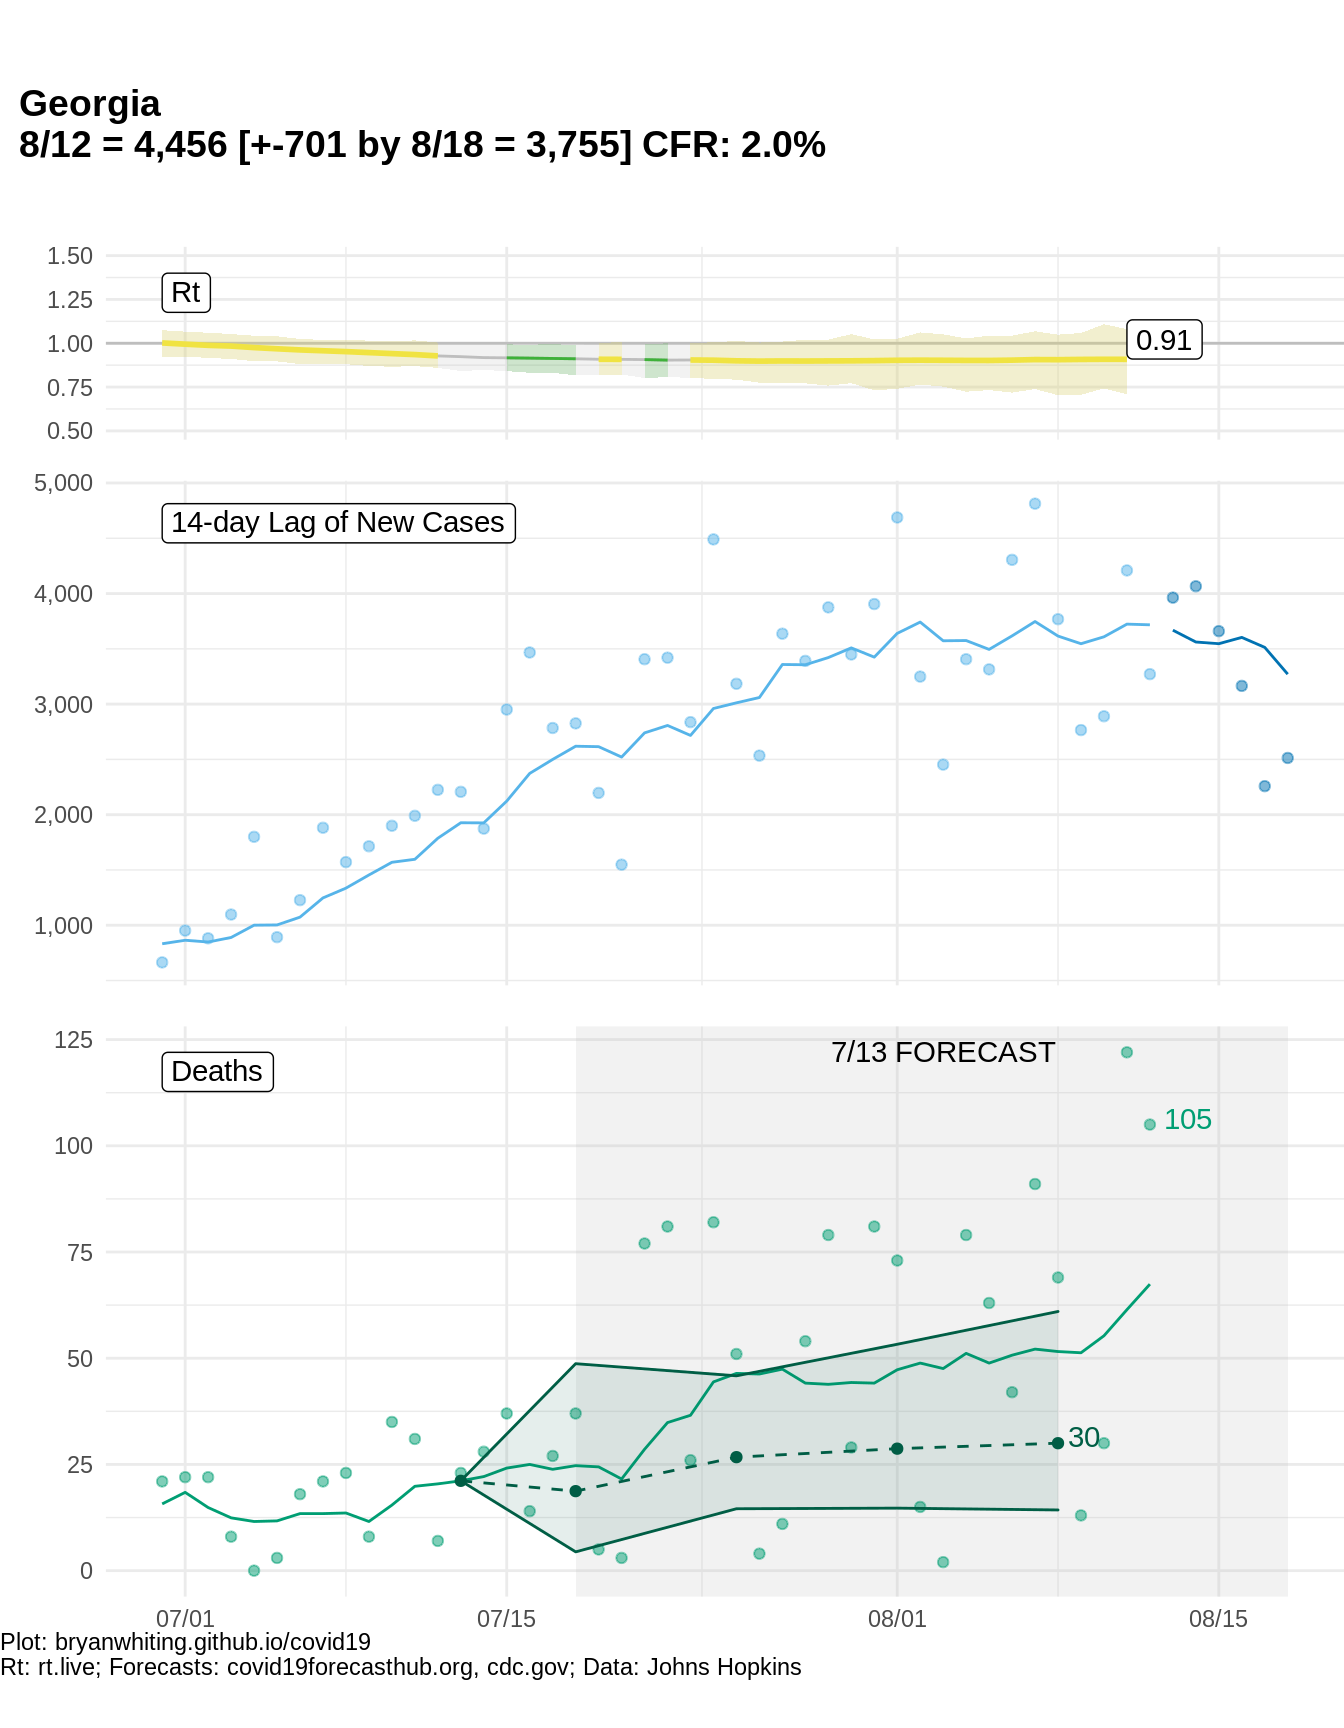 Georgia
8/12 = 4,456 [+-701 by 8/18 = 3,755] CFR: 2.0%
1.50
1.25
1.00
0.75
0.50
Rt
0.91
5,000
4,000
3,000
2,000
1,000
14-day Lag of New Cases
125
100
75
50
25
0
Deaths
7/13 FORECAST
105
30
07/01
07/15
08/01
08/15
Plot: bryanwhiting.github.io/covid19
Rt: rt.live; Forecasts: covid19forecasthub.org, cdc.gov; Data: Johns Hopkins